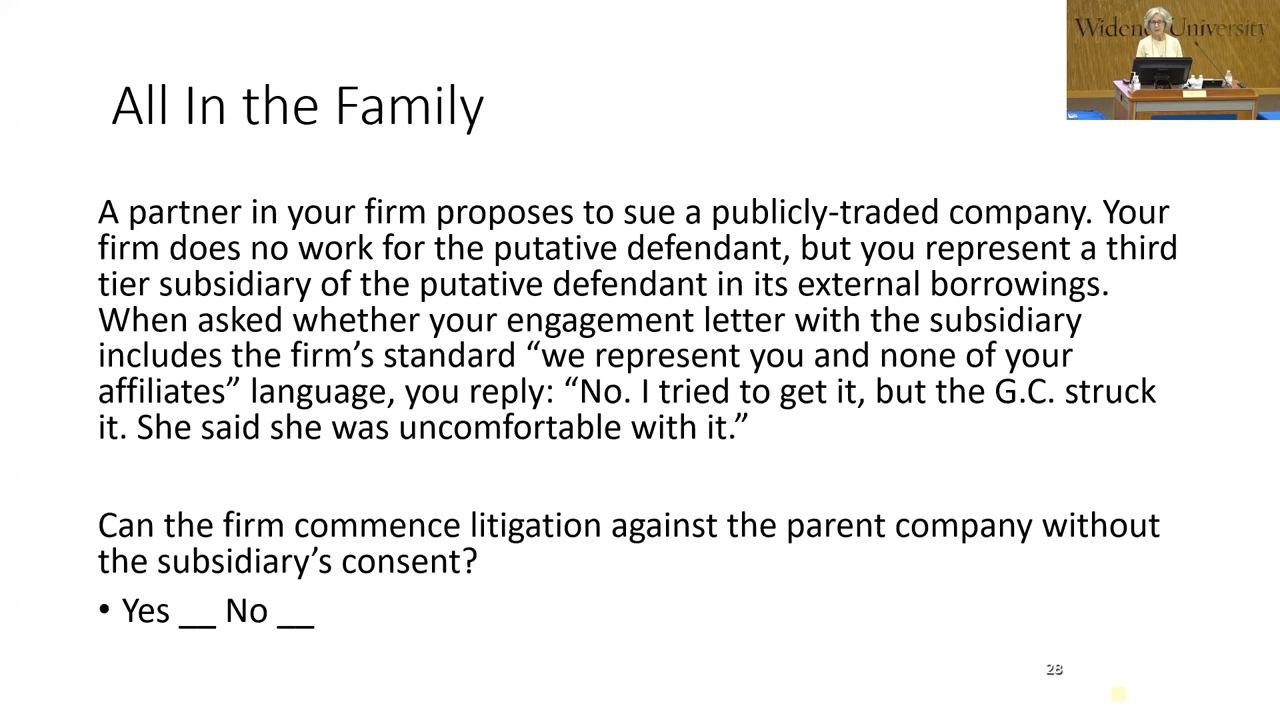 Widener University
All In the Family
A partner in your firm proposes to sue a publicly-traded company. Your
firm does no work for the putative defendant, but you represent a third
tier subsidiary of the putative defendant in its external borrowings.
When asked whether your engagement letter with the subsidiary
includes the firm’s standard “we represent you and none of your
affiliates” language, you reply: “No. I tried to get it, but the G.C. struck
it. She said she was uncomfortable with it.”
Can the firm commence litigation against the parent company without
the subsidiary’s consent?
• Yes __ No __
28